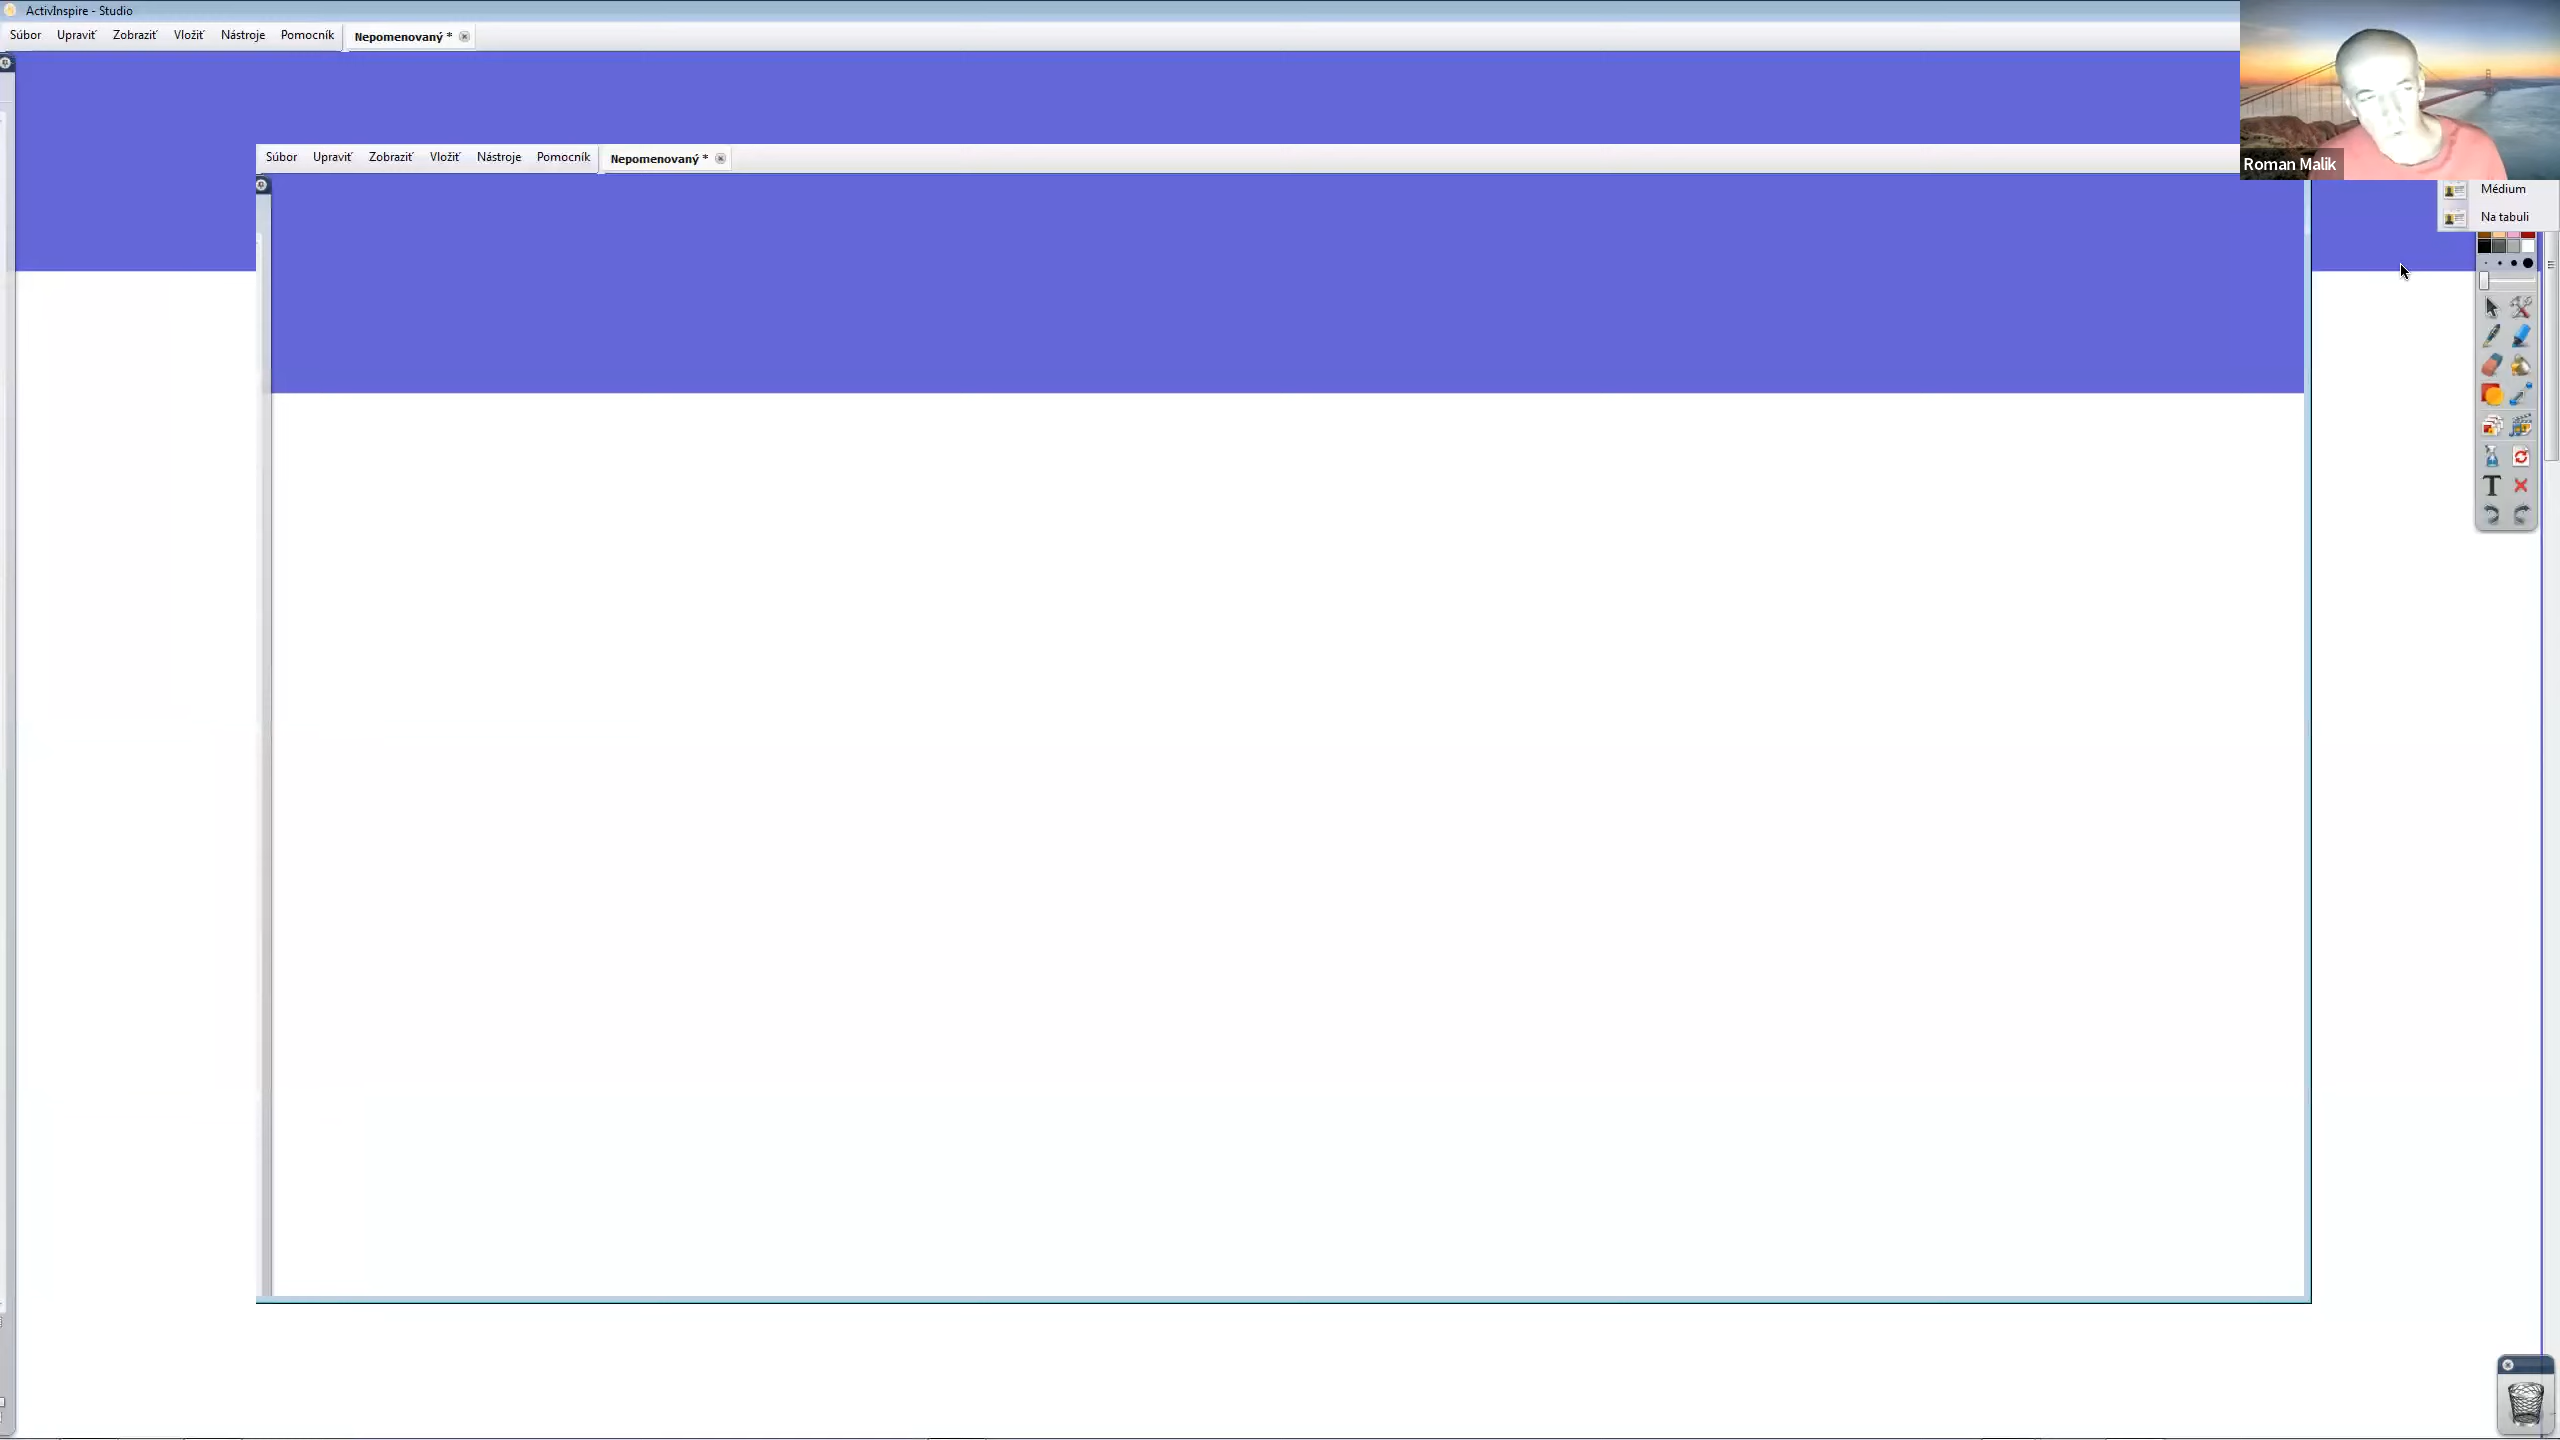 ActivInspire - Studio
Súbor Upraviť Zobraziť Vložiť Nástroje Pomocník Nepomenovaný *
Súbor Upraviť Zobraziť Vložiť Nástroje Pomocník Nepomenovaný *
Roman Malik
Médium
Na tabuli
T